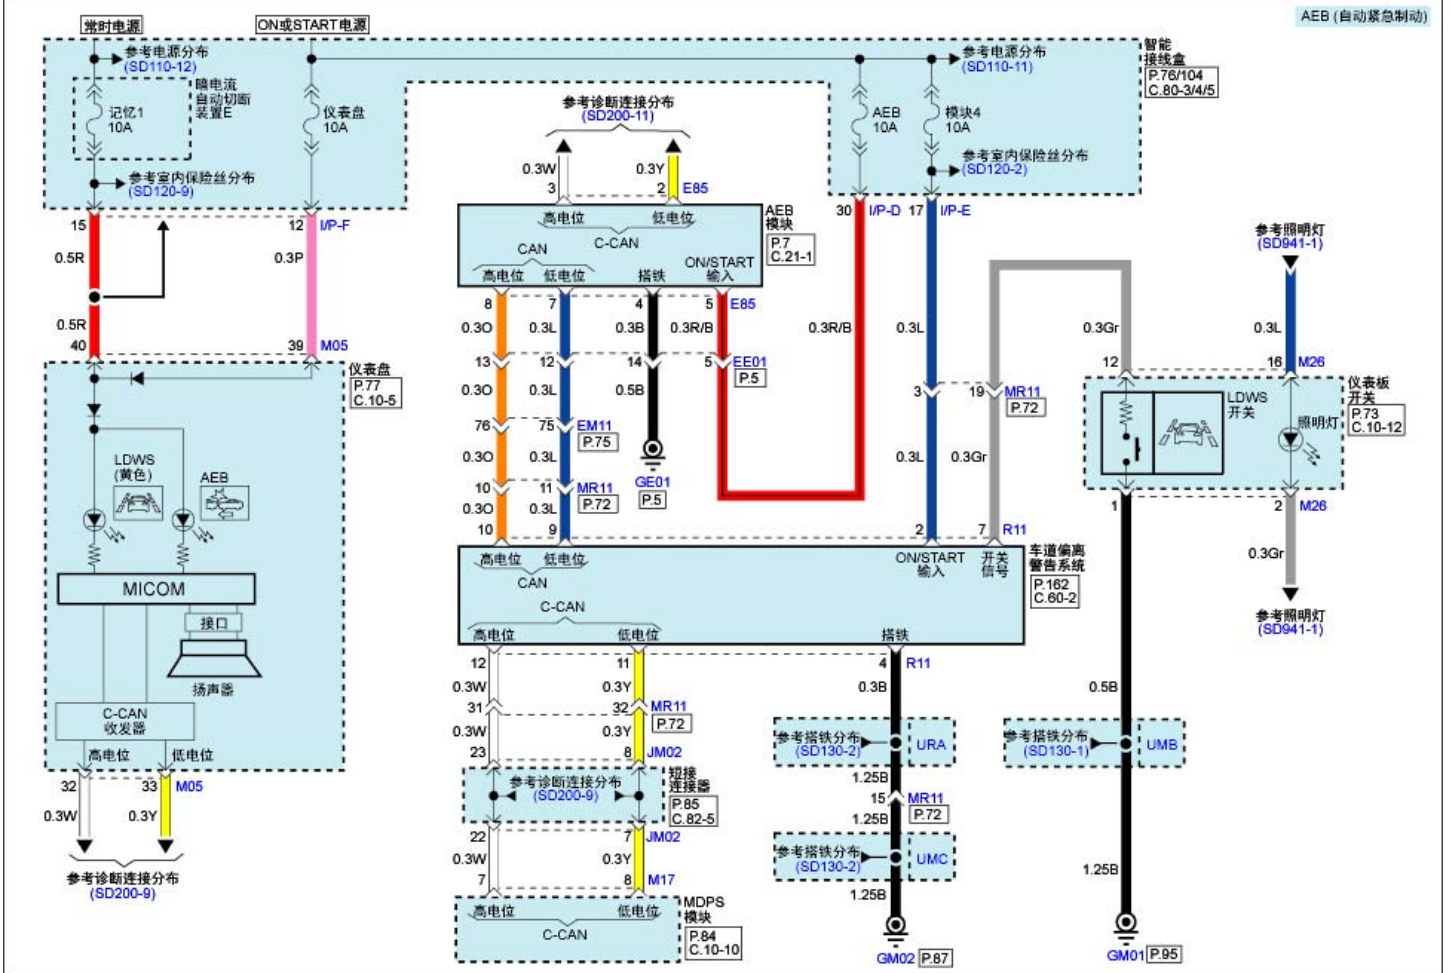 AEB (自动紧急制动)
常时电源
ON或START电源
参考电源分布
(SD110-12)
暗电流
自动切断
装置E
记忆1
10A
仪表盘
10A
参考室内保险丝分布
(SD120-9)
参考电源分布
(SD110-11)
AEB
10A
模块4
10A
参考室内保险丝分布
(SD120-2)
智能
接线盒
P.76/104
C.80-3/4/5
参考诊断连接分布
(SD200-11)
0.3W
0.3Y
3
2
E85
15
12
I/P-F
30
I/P-D
17
I/P-E
高电位
低电位
C-CAN
CAN
高电位
低电位
搭铁
ON/START
输入
AEB
模块
P.7
C.21-1
0.5R
0.3P
0.5R
40
39
M05
8
7
4
5
E85
0.3O
0.3L
0.3B
0.3R/B
0.3R/B
0.3L
0.3Gr
13
12
14
5
EE01
P.5
0.3O
0.3L
0.5B
3
19
MR11
P.72
76
75
EM11
P.75
0.3O
0.3L
GE01
P.5
0.3L
0.3Gr
10
11
MR11
P.72
0.3O
0.3L
10
9
2
7
R11
参考照明灯
(SD941-1)
0.3L
12
16
M26
LDWS
开关
照明灯
仪表板
开关
P.73
C.10-12
1
2
M26
0.3Gr
参考照明灯
(SD941-1)
仪表盘
P.77
C.10-5
LDWS
(黄色)
AEB
MICOM
接口
扬声器
C-CAN
收发器
高电位
低电位
32
33
M05
0.3W
0.3Y
参考诊断连接分布
(SD200-9)
高电位
低电位
CAN
ON/START
输入
开关
信号
C-CAN
高电位
低电位
搭铁
车道偏离
警告系统
P.162
C.60-2
12
11
4
R11
0.3W
0.3Y
0.3B
31
32
MR11
P.72
0.3W
0.3Y
23
8
JM02
参考诊断连接分布
(SD200-9)
短接
连接器
P.85
C.82-5
22
7
JM02
0.3W
0.3Y
7
8
M17
高电位
低电位
C-CAN
MDPS
模块
P.84
C.10-10
参考搭铁分布
(SD130-2)
URA
1.25B
15
MR11
P.72
1.25B
参考搭铁分布
(SD130-2)
UMC
1.25B
GM02
P.87
0.5B
参考搭铁分布
(SD130-1)
UMB
1.25B
GM01
P.95